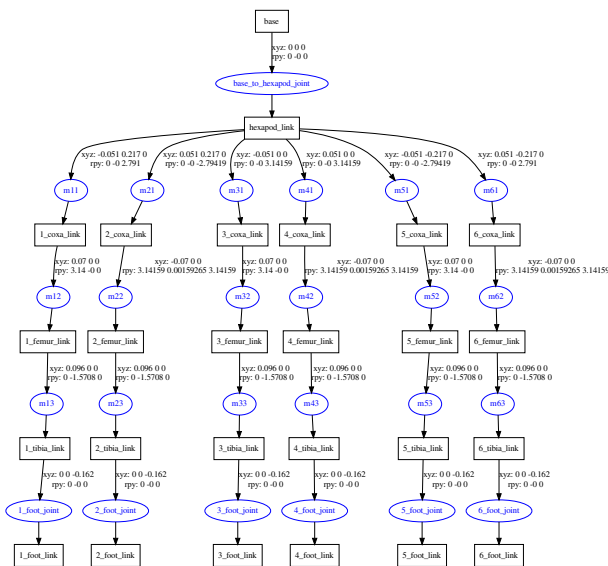 base
xyz: 0 0 0
rpy: 0 -0 0
base_to_hexapod_joint
hexapod_link
xyz: -0.051 0.217 0
rpy: 0 -0 2.791
xyz: 0.051 0.217 0
rpy: 0 -0 -2.79419
xyz: -0.051 0 0
rpy: 0 -0 3.14159
xyz: 0.051 0 0
rpy: 0 -0 3.14159
xyz: -0.051 -0.217 0
rpy: 0 -0 -2.79419
xyz: 0.051 -0.217 0
rpy: 0 -0 2.791
m11
m21
m31
m41
m51
m61
1_coxa_link
2_coxa_link
3_coxa_link
4_coxa_link
5_coxa_link
6_coxa_link
xyz: 0.07 0 0
rpy: 3.14 -0 0
xyz: -0.07 0 0
rpy: 3.14159 0.00159265 3.14159
xyz: 0.07 0 0
rpy: 3.14 -0 0
xyz: -0.07 0 0
rpy: 3.14159 0.00159265 3.14159
xyz: 0.07 0 0
rpy: 3.14 -0 0
xyz: -0.07 0 0
rpy: 3.14159 0.00159265 3.14159
m12
m22
m32
m42
m52
m62
1_femur_link
2_femur_link
3_femur_link
4_femur_link
5_femur_link
6_femur_link
xyz: 0.096 0 0
rpy: 0 -1.5708 0
xyz: 0.096 0 0
rpy: 0 -1.5708 0
xyz: 0.096 0 0
rpy: 0 -1.5708 0
xyz: 0.096 0 0
rpy: 0 -1.5708 0
xyz: 0.096 0 0
rpy: 0 -1.5708 0
xyz: 0.096 0 0
rpy: 0 -1.5708 0
m13
m23
m33
m43
m53
m63
1_tibia_link
2_tibia_link
3_tibia_link
4_tibia_link
5_tibia_link
6_tibia_link
xyz: 0 0 -0.162
rpy: 0 -0 0
xyz: 0 0 -0.162
rpy: 0 -0 0
xyz: 0 0 -0.162
rpy: 0 -0 0
xyz: 0 0 -0.162
rpy: 0 -0 0
xyz: 0 0 -0.162
rpy: 0 -0 0
xyz: 0 0 -0.162
rpy: 0 -0 0
1_foot_joint
2_foot_joint
3_foot_joint
4_foot_joint
5_foot_joint
6_foot_joint
1_foot_link
2_foot_link
3_foot_link
4_foot_link
5_foot_link
6_foot_link